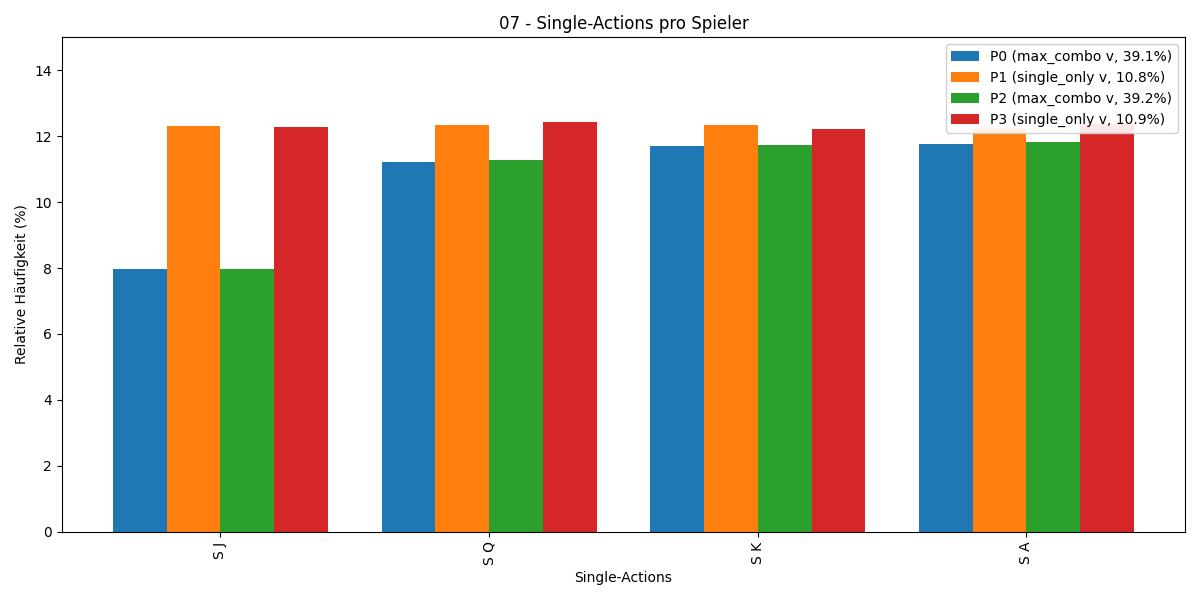 07 - Single-Actions pro Spieler
P0 (max_combo v, 39.1%)
P1 (single_only v, 10.8%)
P2 (max_combo v, 39.2%)
P3 (single_only v, 10.9%)
Relative Häufigkeit (%)
14
12
10
8
6
4
2
0
S J
S Q
S K
S A
Single-Actions